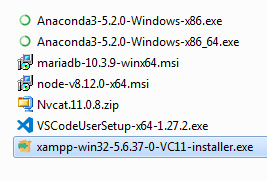 Anaconda3-5.2.0-Windows-x86.exe
Anaconda3-5.2.0-Windows-x86_64.exe
mariadb-10.3.9-winx64.msi
node-v8.12.0-x64.msi
Nvcat.11.0.8.zip
VSCodeUserSetup-x64-1.27.2.exe
xampp-win32-5.6.37-0-VC11-installer.exe